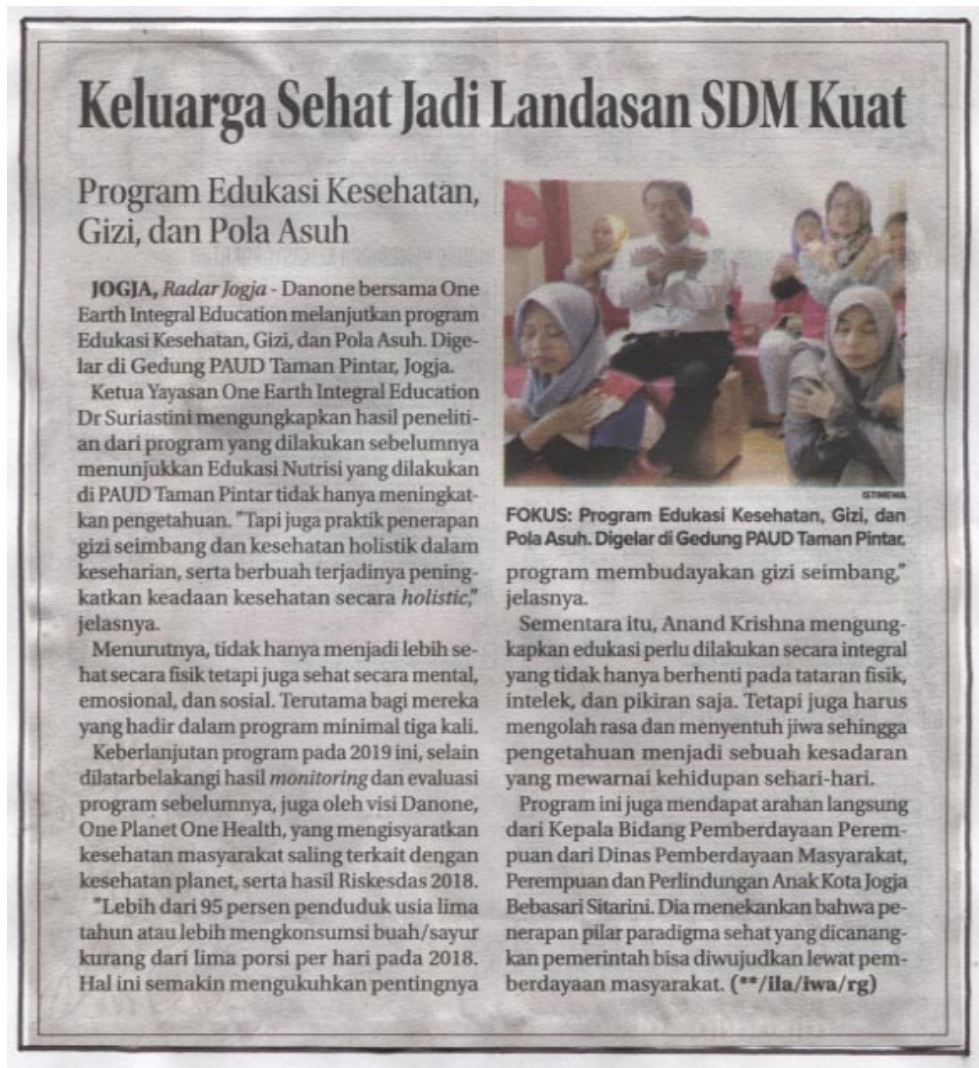 Keluarga Sehat Jadi Landasan SDM Kuat
Program Edukasi Kesehatan,
Gizi, dan Pola Asuh
JOGJA, Radar Jogja - Danone bersama One
Earth Integral Education melanjutkan program
Edukasi Kesehatan, Gizi, dan Pola Asuh. Dige-
lar di Gedung PAUD Taman Pintar, Jogja.
Ketua Yayasan One Earth Integral Education
Dr Suriastini mengungkapkan hasil peneliti-
an dari program yang dilakukan sebelumnya
menunjukkan Edukasi Nutrisi yang dilakukan
di PAUD Taman Pintar tidak hanya meningkat-
kan pengetahuan. "Tapi juga praktik penerapan
gizi seimbang dan kesehatan holistik dalam
keseharian, serta berbuah terjadinya pening-
katkan keadaan kesehatan secara holistic,"
jelasnya.
Menurutnya, tidak hanya menjadi lebih se-
hat secara fisik tetapi juga sehat secara mental,
emosional, dan sosial. Terutama bagi mereka
yang hadir dalam program minimal tiga kali.
Keberlanjutan program pada 2019 ini, selain
dilatarbelakangi hasil monitoring dan evaluasi
program sebelumnya, juga oleh visi Danone,
One Planet One Health, yang mengisyaratkan
kesehatan masyarakat saling terkait dengan
kesehatan planet, serta hasil Riskesdas 2018.
"Lebih dari 95 persen penduduk usia lima
tahun atau lebih mengkonsumsi buah/sayur
kurang dari lima porsi per hari pada 2018.
Hal ini semakin mengukuhkan pentingnya
ISTIMEWA
FOKUS: Program Edukasi Kesehatan, Gizi, dan
Pola Asuh. Digelar di Gedung PAUD Taman Pintar.
program membudayakan gizi seimbang,"
jelasnya.
Sementara itu, Anand Krishna mengung-
kapkan edukasi perlu dilakukan secara integral
yang tidak hanya berhenti pada tataran fisik,
intelek, dan pikiran saja. Tetapi juga harus
mengolah rasa dan menyentuh jiwa sehingga
pengetahuan menjadi sebuah kesadaran
yang mewarnai kehidupan sehari-hari.
Program ini juga mendapat arahan langsung
dari Kepala Bidang Pemberdayaan Perem-
puan dari Dinas Pemberdayaan Masyarakat,
Perempuan dan Perlindungan Anak Kota Jogja
Bebasari Sitarini. Dia menekankan bahwa pe-
nerapan pilar paradigma sehat yang dicanang-
kan pemerintah bisa diwujudkan lewat pem-
berdayaan masyarakat. (**/ila/iwa/rg)